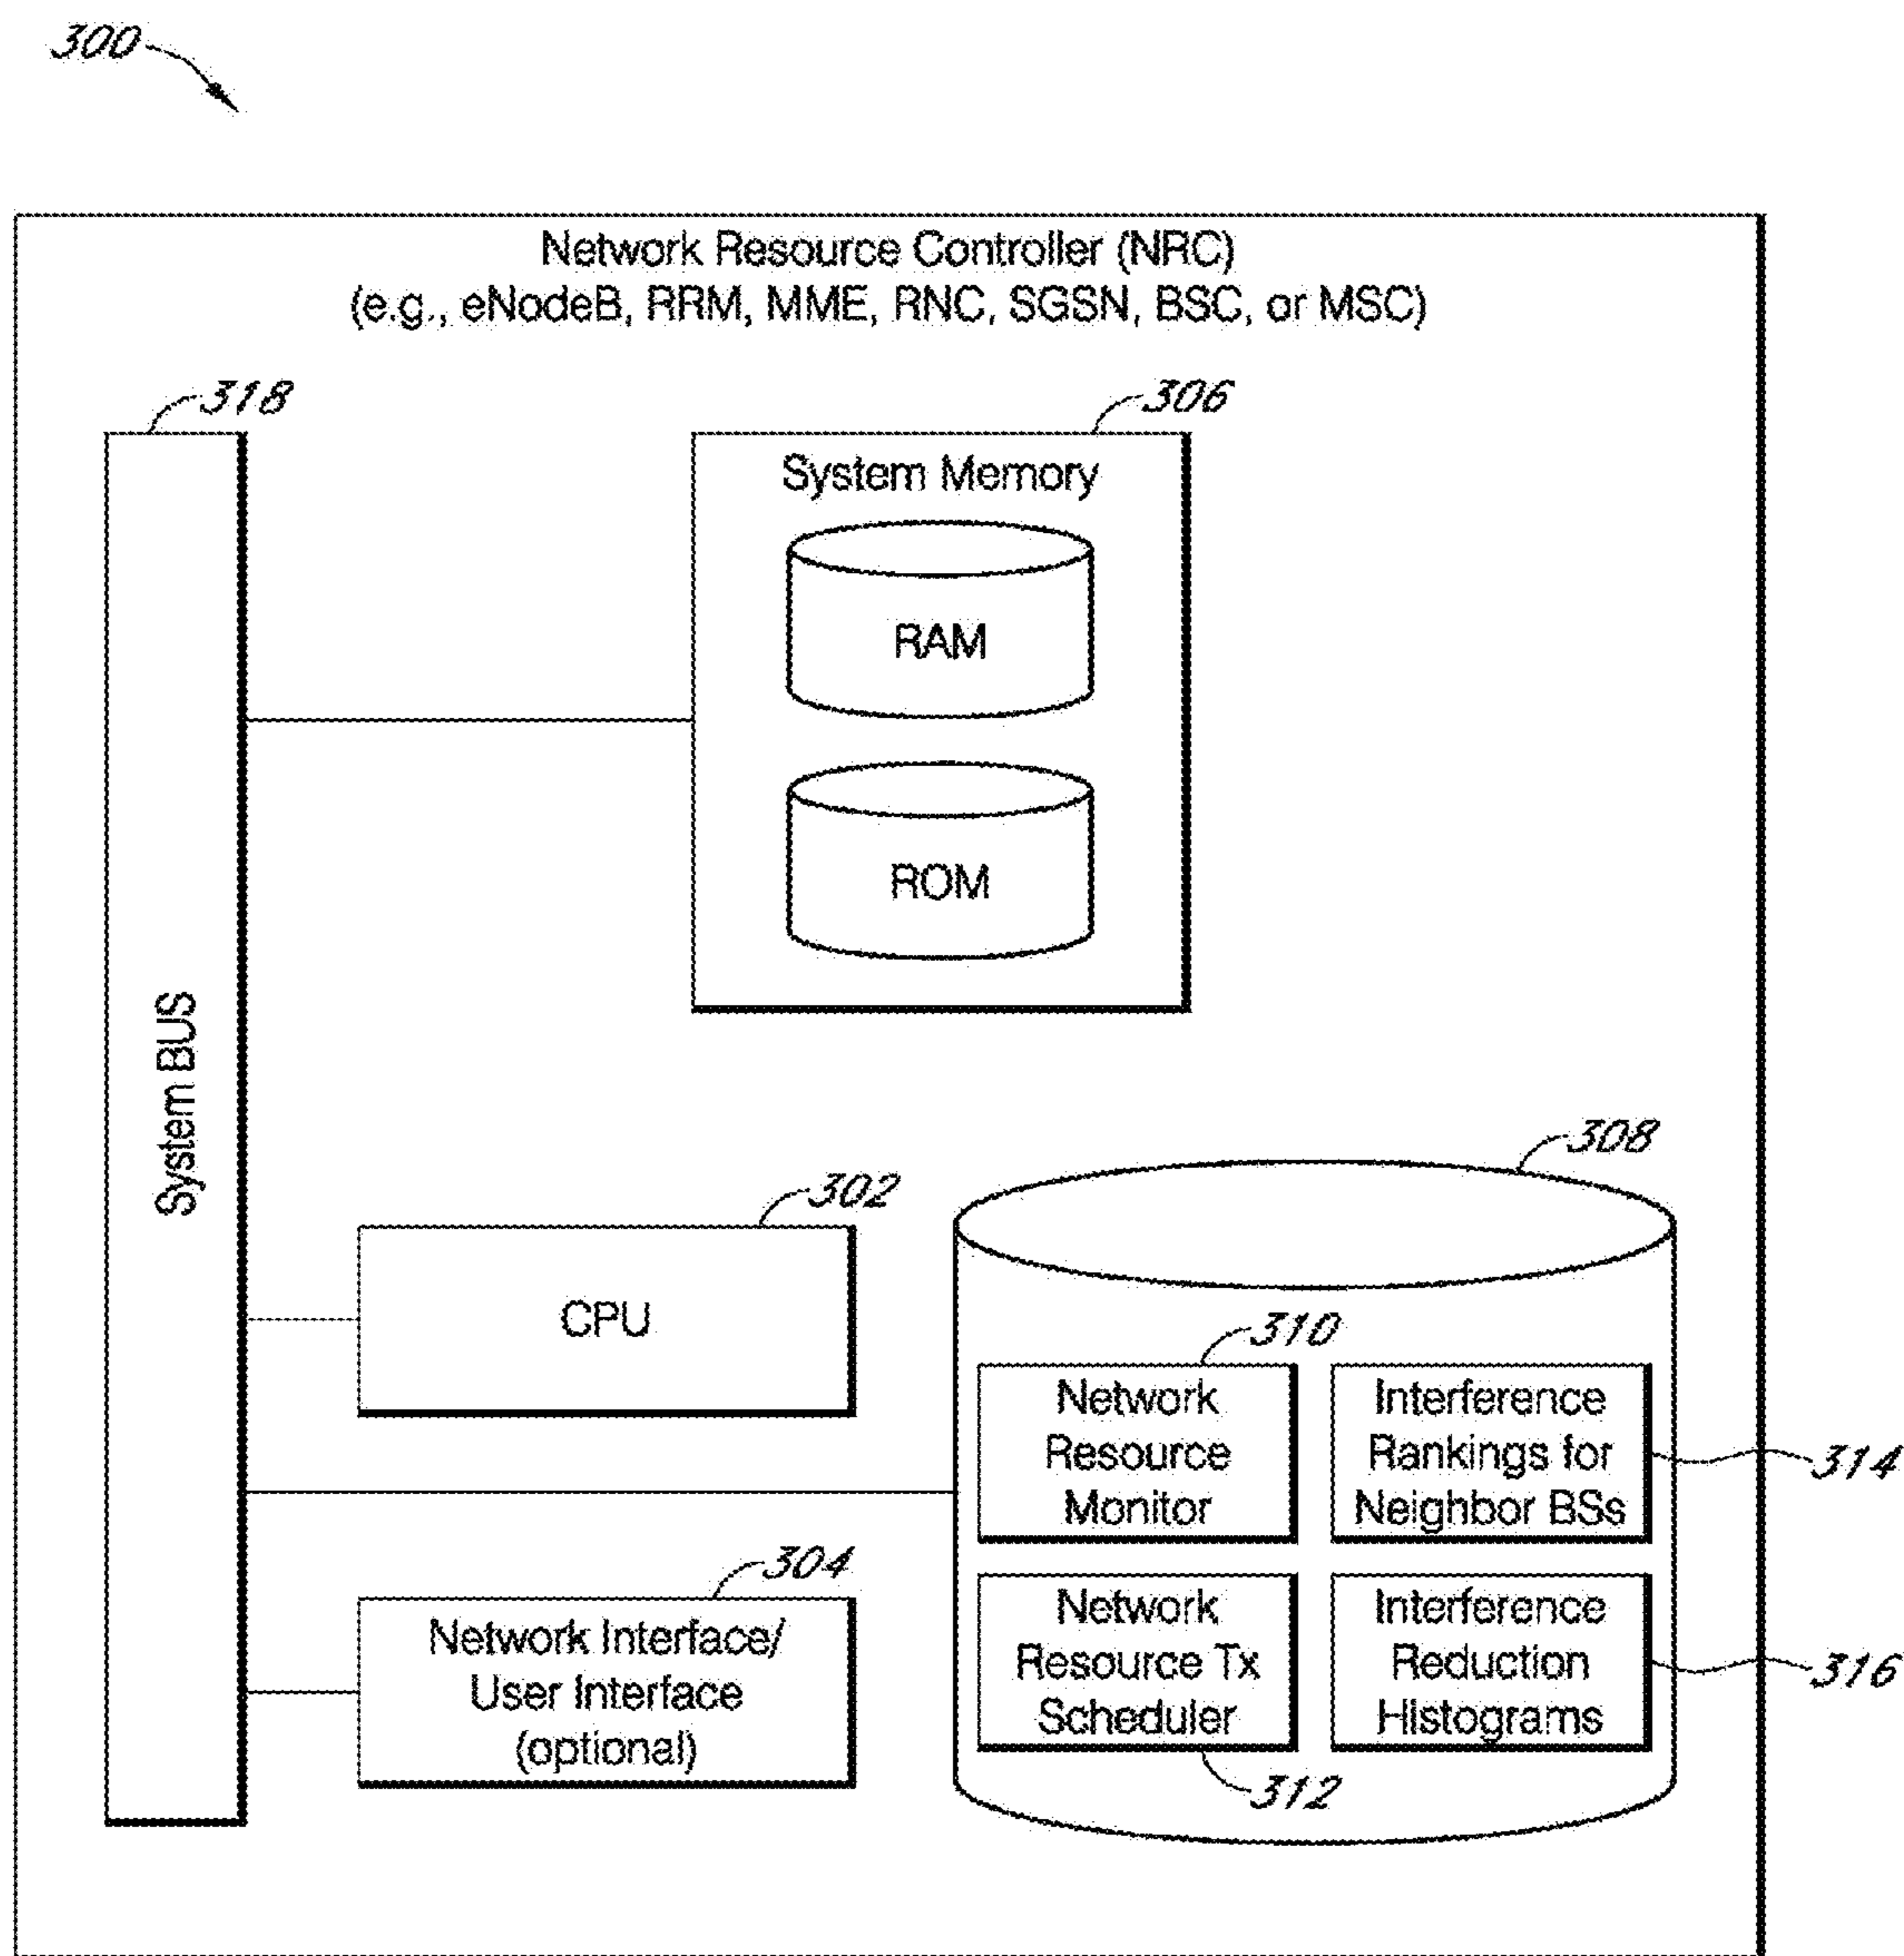 300
Network Resource Controller (NRC)
(e.g., eNodeB, RRM, MME, RNC, SGSN, BSC, or MSC)
318
306
System Memory
RAM
ROM
System BUS
308
302
CPU
310
Network
Resource
Monitor
Interference
Rankings for
Neighbor BSs
314
304
Network Interface/
User Interface
(optional)
Network
Resource Tx
Scheduler
Interference
Reduction
Histograms
316
312